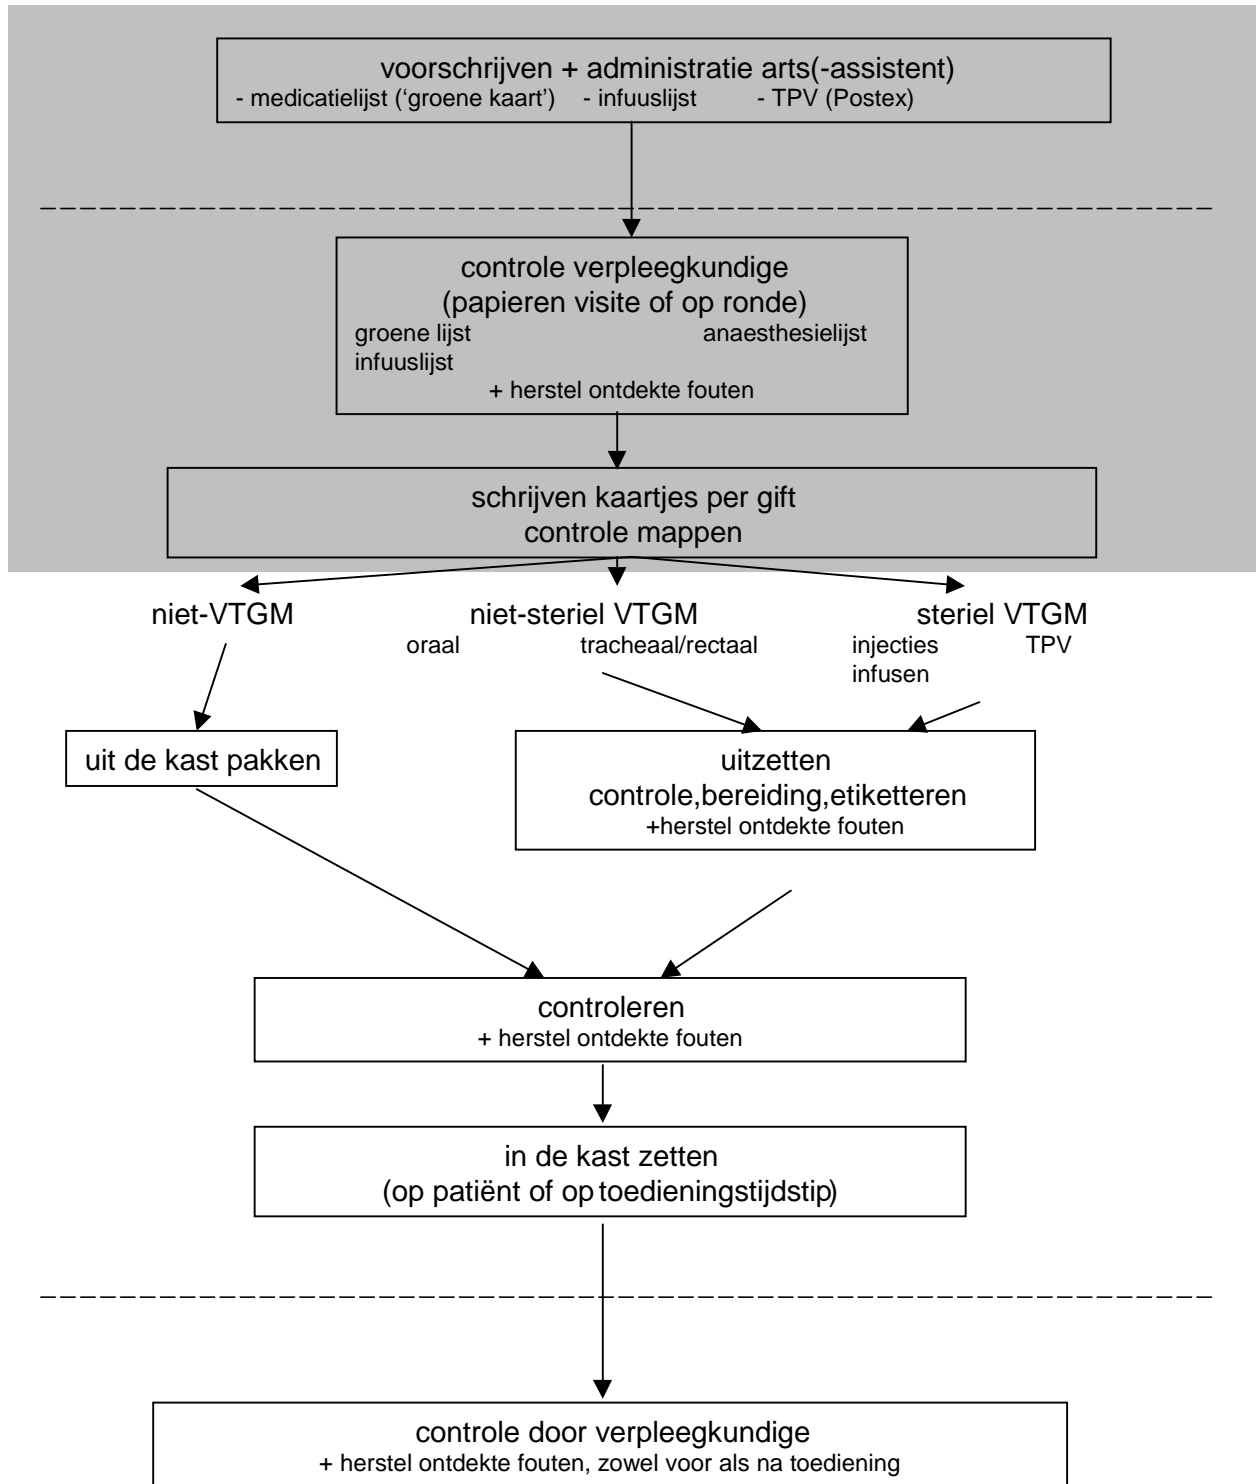 voorschrijven + administratie arts(-assistent)
- medicatielijst (‘groene kaart’) - infuuslijst - TPV (Postex)
controle verpleegkundige
(papieren visite of op ronde)
groene lijst anaesthesielijst
infuuslijst
+ herstel ontdekte fouten
schrijven kaartjes per gift
controle mappen
niet-VTGM niet-steriel VTGM steriel VTGM
oraal tracheaal/rectaal injecties TPV
infusen
uit de kast pakken
uitzetten
controle,bereiding,etiketteren
+herstel ontdekte fouten
controleren
+ herstel ontdekte fouten
in de kast zetten
(op patiënt of op toedieningstijdstip)
controle door verpleegkundige
+ herstel ontdekte fouten, zowel voor als na toediening